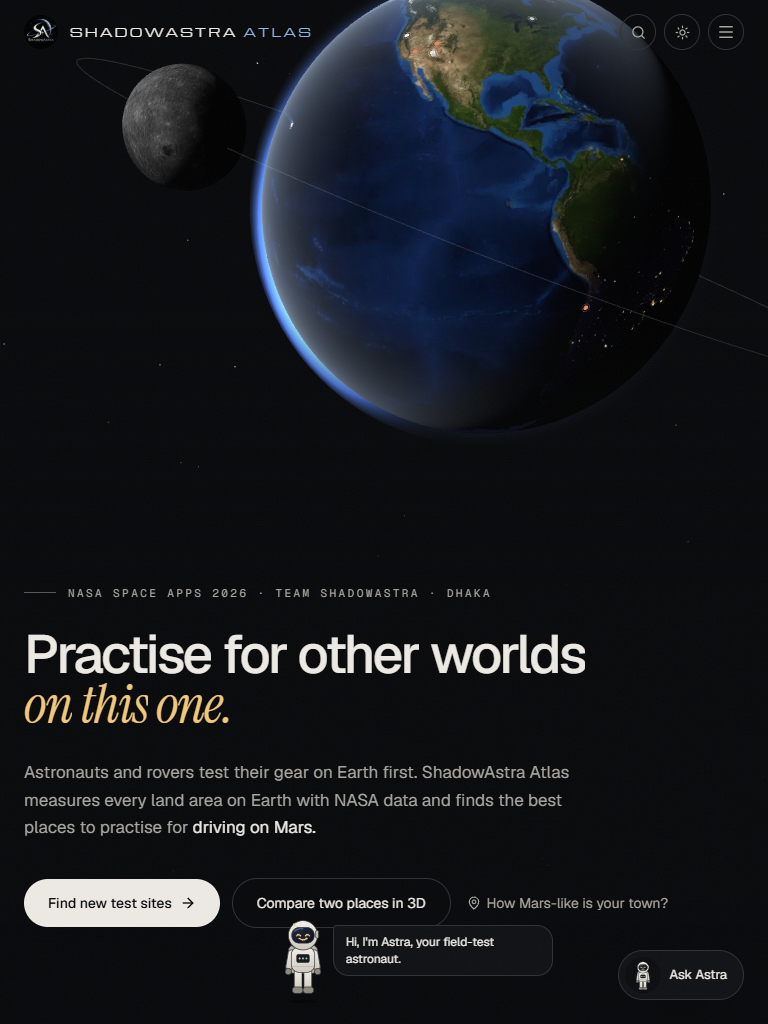 SHADOWASTRA ATLAS
NASA SPACE APPS 2026 · TEAM SHADOWASTRA · DHAKA
Practise for other worlds
on this one.
Astronauts and rovers test their gear on Earth first. ShadowAstra Atlas
measures every land area on Earth with NASA data and finds the best
places to practise for driving on Mars.
Find new test sites →
Compare two places in 3D
How Mars-like is your town?
Hi, I'm Astra, your field-test
astronaut.
Ask Astra